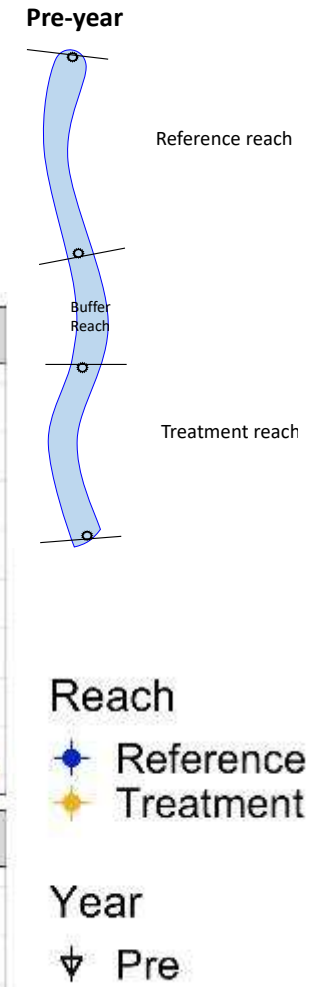 Pre-year
Reference reach
Buffer
Reach
Treatment reach
Reach
Reference
Treatment
Year
Pre